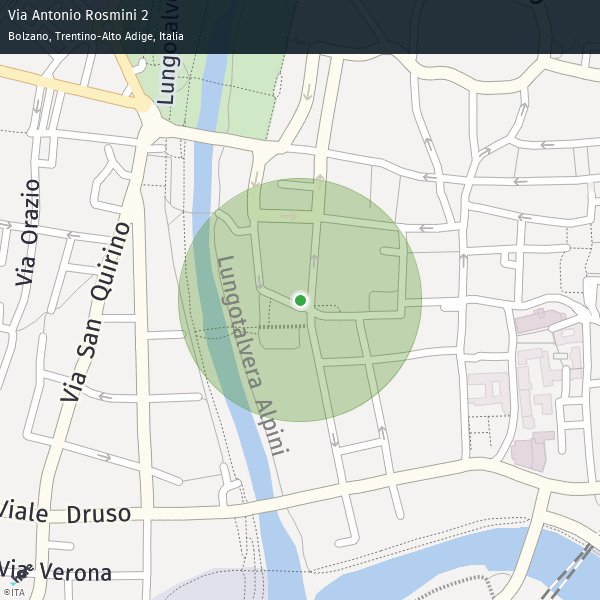 Via Antonio Rosmini 2
Bolzano, Trentino-Alto Adige, Italia
Via Orazio
Via San Quirino
Lungotalvera Alpini
Viale Druso
Via Verona
©ITA